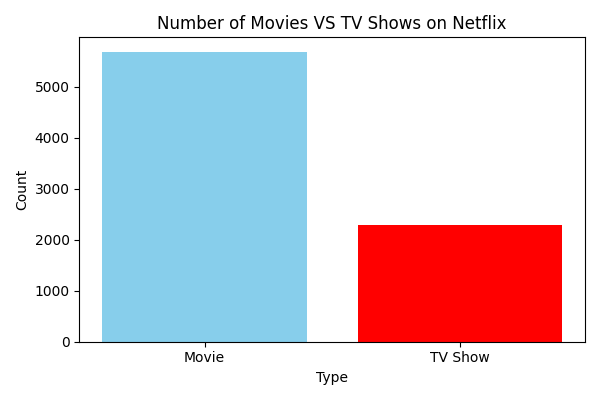 Number of Movies VS TV Shows on Netflix
5000
4000
3000
2000
1000
0
Count
Movie
TV Show
Type